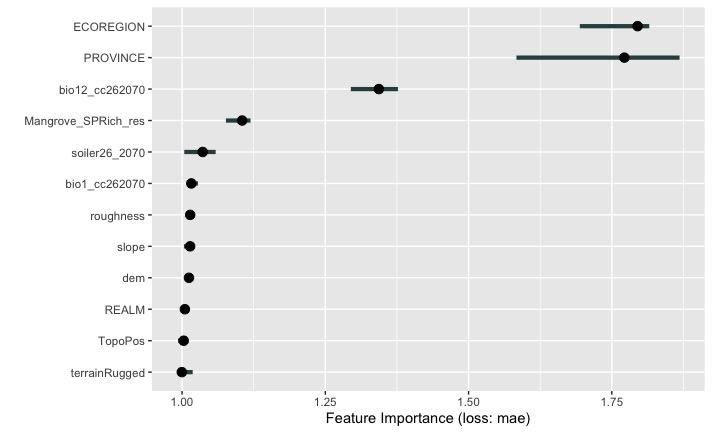 ECOREGION
PROVINCE
bio12_cc262070
Mangrove_SPRich_res
soiler26_2070
bio1_cc262070
roughness
slope
dem
REALM
TopoPos
terrainRugged
1.00 1.25 1.50 1.75
Feature Importance (loss: mae)